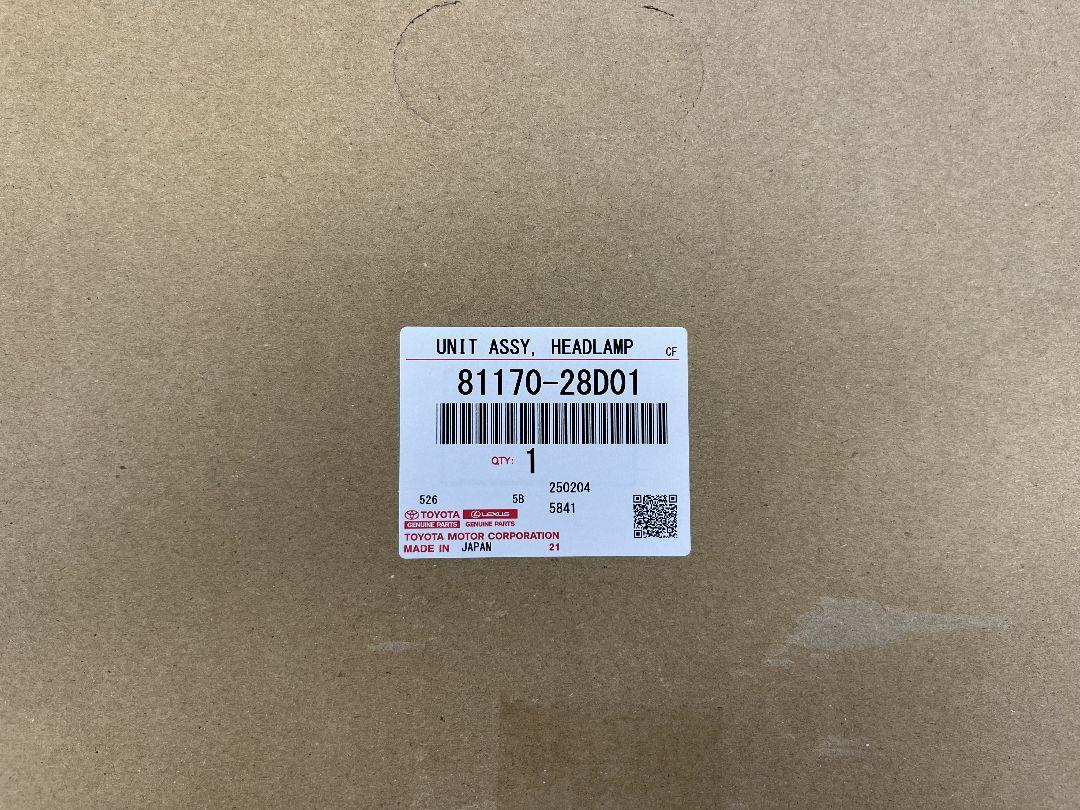 UNIT ASSY, HEADLAMP CF
81170-28D01
QTY: 1
250204
526 5B
5841
TOYOTA LEXUS
GENUINE PARTS GENUINE PARTS
TOYOTA MOTOR CORPORATION
MADE IN JAPAN 21